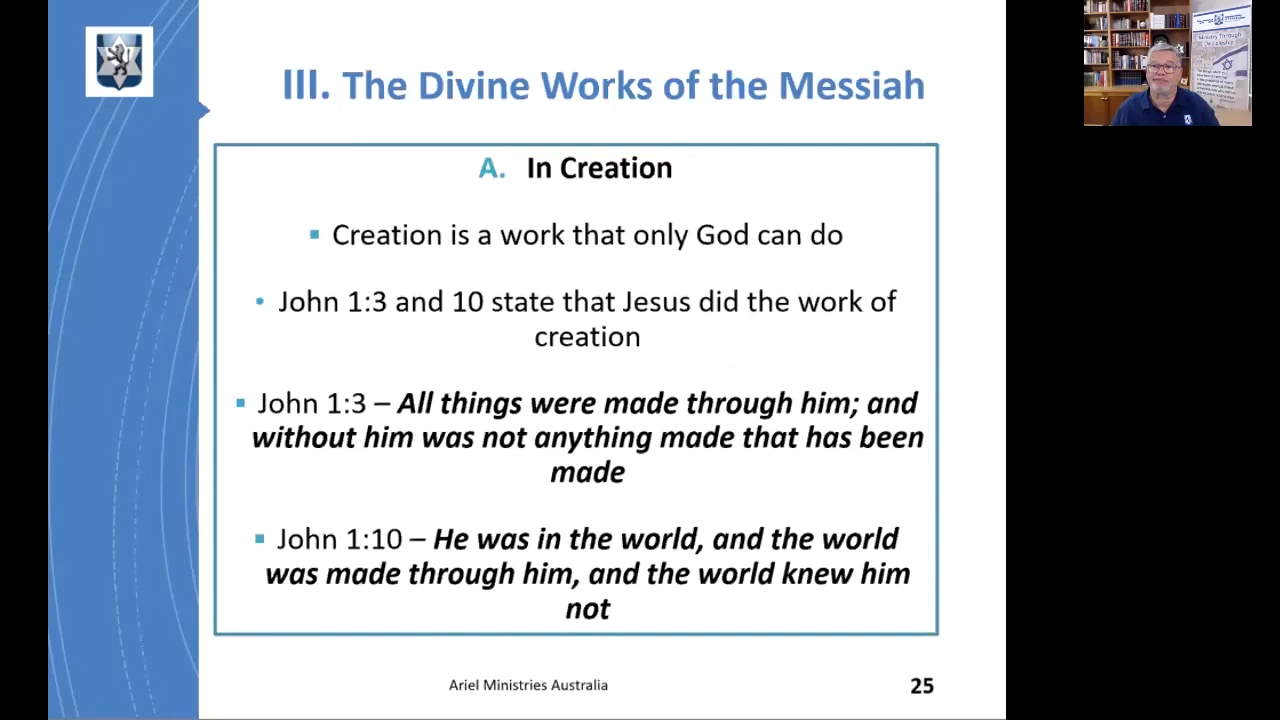 III. The Divine Works of the Messiah
A. In Creation
▪ Creation is a work that only God can do
• John 1:3 and 10 state that Jesus did the work of
creation
▪ John 1:3 – All things were made through him; and
without him was not anything made that has been
made
▪ John 1:10 – He was in the world, and the world
was made through him, and the world knew him
not
Ariel Ministries Australia
25
Ministry Through
Discipleship